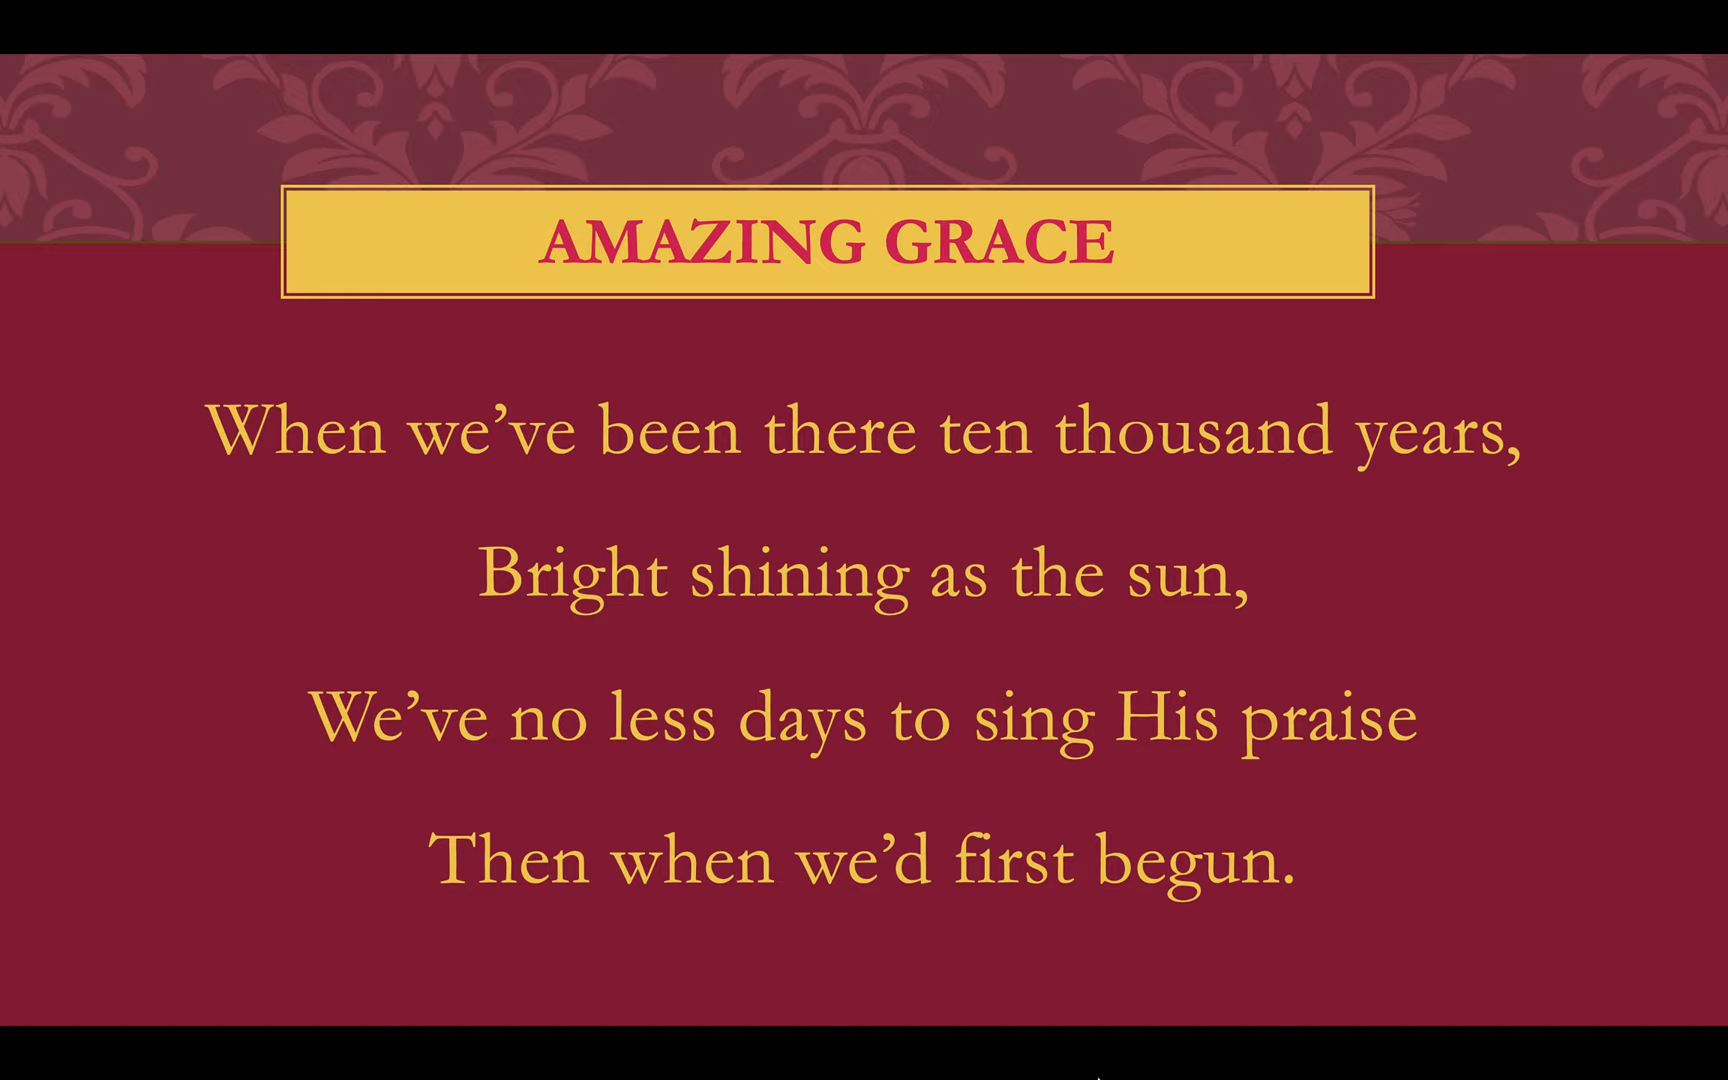 AMAZING GRACE
When we’ve been there ten thousand years,
Bright shining as the sun,
We’ve no less days to sing His praise
Then when we’d first begun.